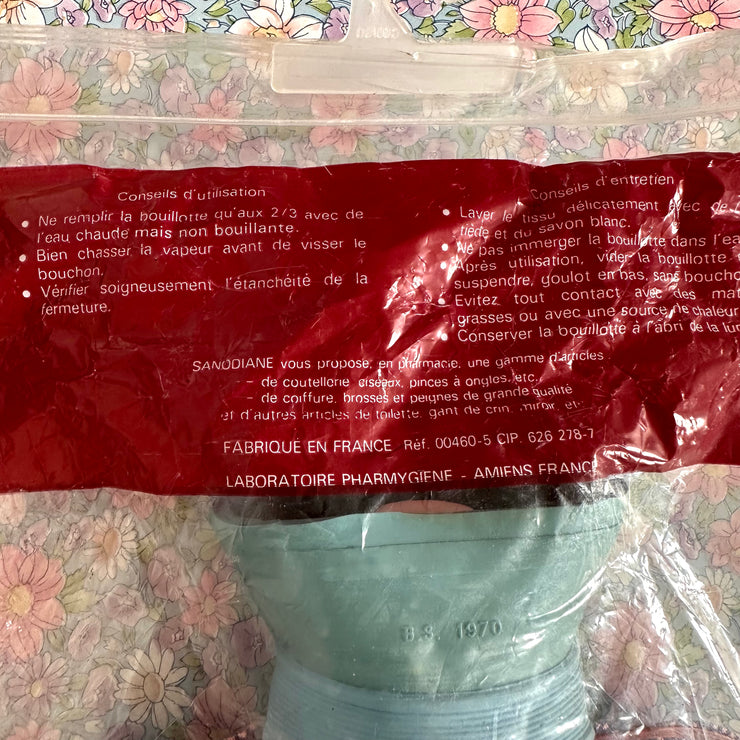 Conseils d'utilisation
• Ne remplir la bouillotte qu'aux 2/3 avec de
l'eau chaude mais non bouillante.
• Bien chasser la vapeur avant de visser le
bouchon.
• Vérifier soigneusement l'étanchéité de la
fermeture.
Conseils d'entretien
• Laver le tissu délicatement avec de l
tiède et du savon blanc.
• Ne pas immerger la bouillotte dans l'ea
• Après utilisation, vider la bouillotte
suspendre, goulot en bas, sans boucho
• Evitez tout contact avec des mat
grasses ou avec une source de chaleur
• Conserver la bouillotte à l'abri de la lum
SANODIANE vous propose, en pharmacie, une gamme d'articles
- de coutellerie ciseaux, pinces à ongles, etc..
- de coiffure, brosses et peignes de grande qualité
et d'autres articles de toilette, gant de crin, miroir, etc
FABRIQUÉ EN FRANCE Réf. 00460-5 CIP. 626 278-7
LABORATOIRE PHARMYGIÈNE - AMIENS FRANCE
B.S. 1970